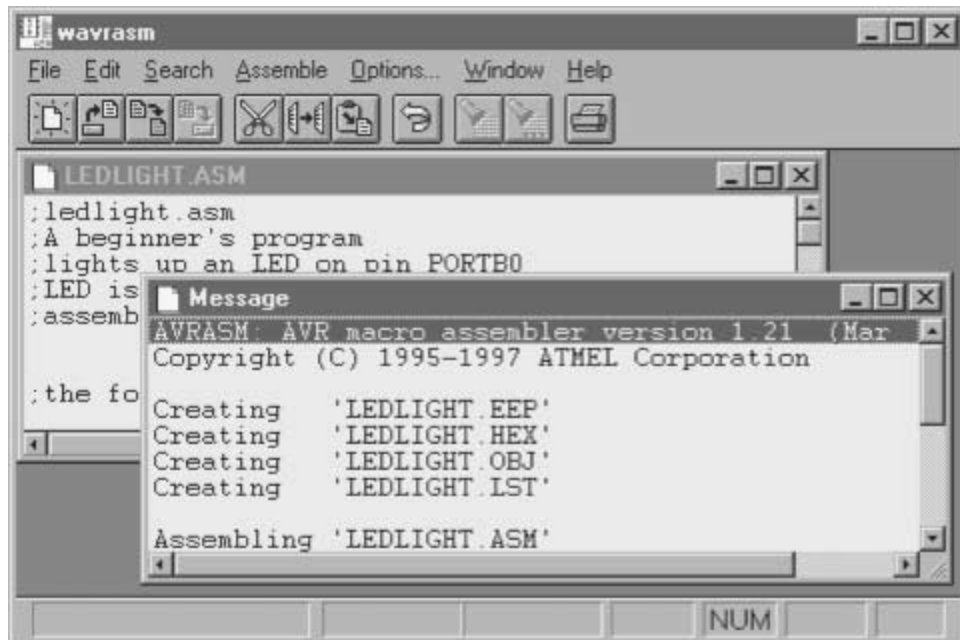 wavrasm
File Edit Search Assemble Options... Window Help
LEDLIGHT.ASM
;ledlight.asm
;A beginner's program
;lights up an LED on pin PORTB0
;LED is
;assemb
;the fo
Message
AVRASM: AVR macro assembler version 1.21 (Mar
Copyright (C) 1995-1997 ATMEL Corporation
Creating 'LEDLIGHT.EEP'
Creating 'LEDLIGHT.HEX'
Creating 'LEDLIGHT.OBJ'
Creating 'LEDLIGHT.LST'
Assembling 'LEDLIGHT.ASM'
NUM